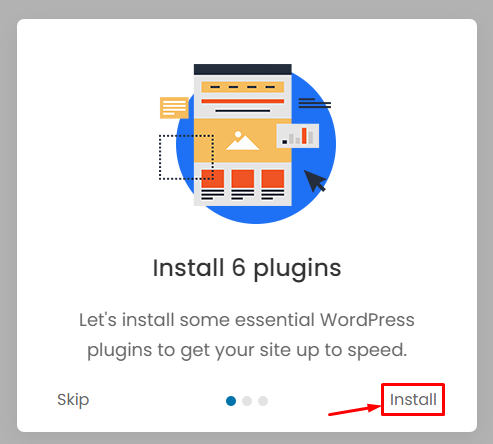 Install 6 plugins
Let's install some essential WordPress
plugins to get your site up to speed.
Skip
Install